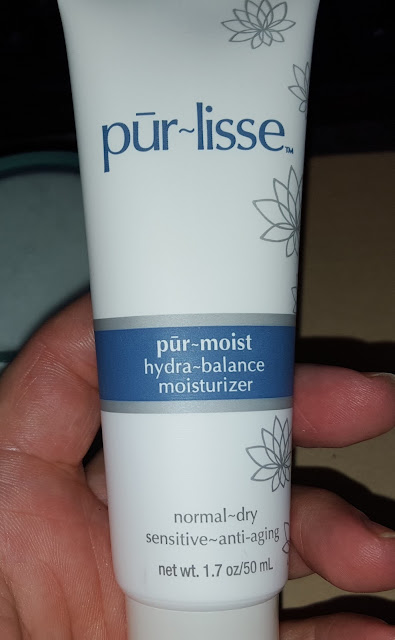 pūr~lisse™
pūr~moist
hydra~balance
moisturizer
normal~dry
sensitive~anti-aging
net wt. 1.7 oz/50 mL